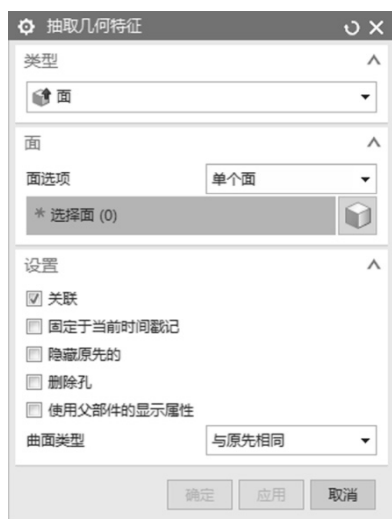 抽取几何特征
类型
面
面
面选项 单个面
* 选择面 (0)
设置
关联
固定于当前时间戳记
隐藏原先的
删除孔
使用父部件的显示属性
曲面类型 与原先相同
确定 应用 取消